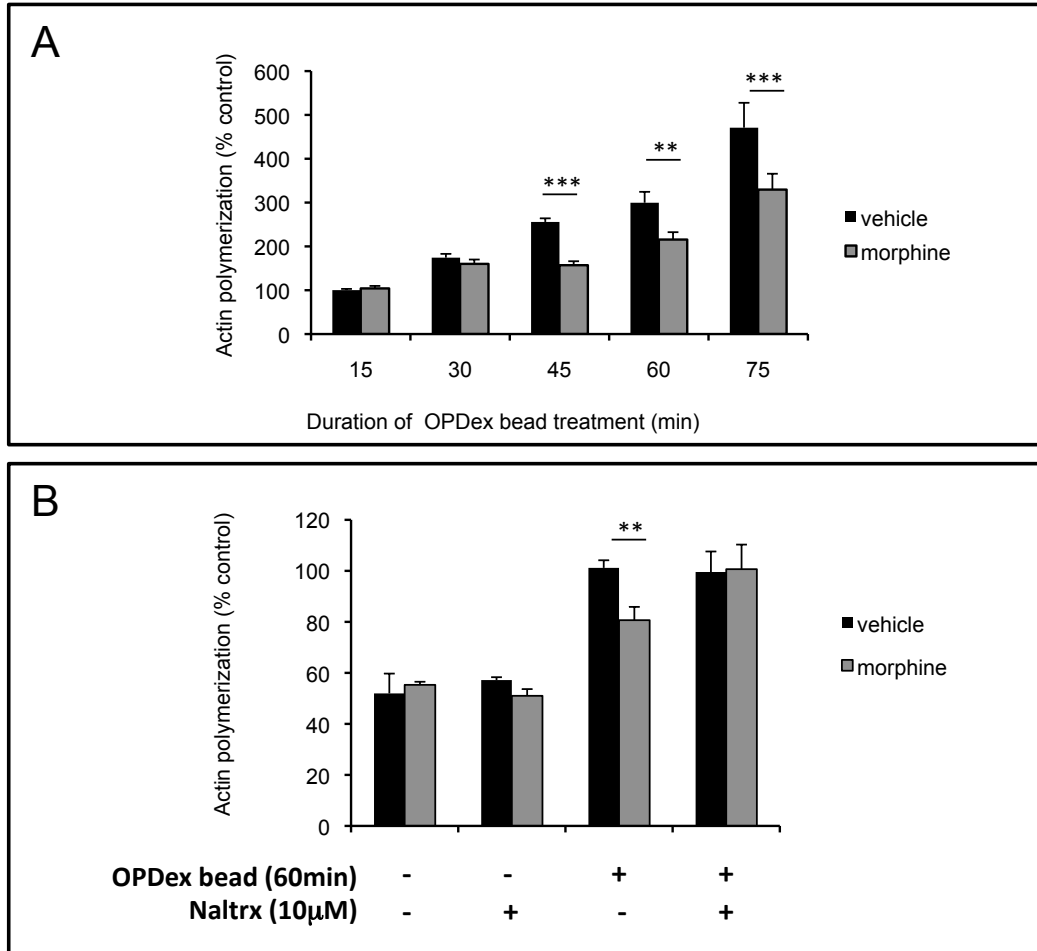 A
Actin polymerization (% control)
600
500
400
300
200
100
0
***
**
***
vehicle
morphine
15 30 45 60 75
Duration of OPDex bead treatment (min)
B
Actin polymerization (% control)
120
100
80
60
40
20
0
**
vehicle
morphine
OPDex bead (60min) - - + +
Naltrx (10μM) - + - +